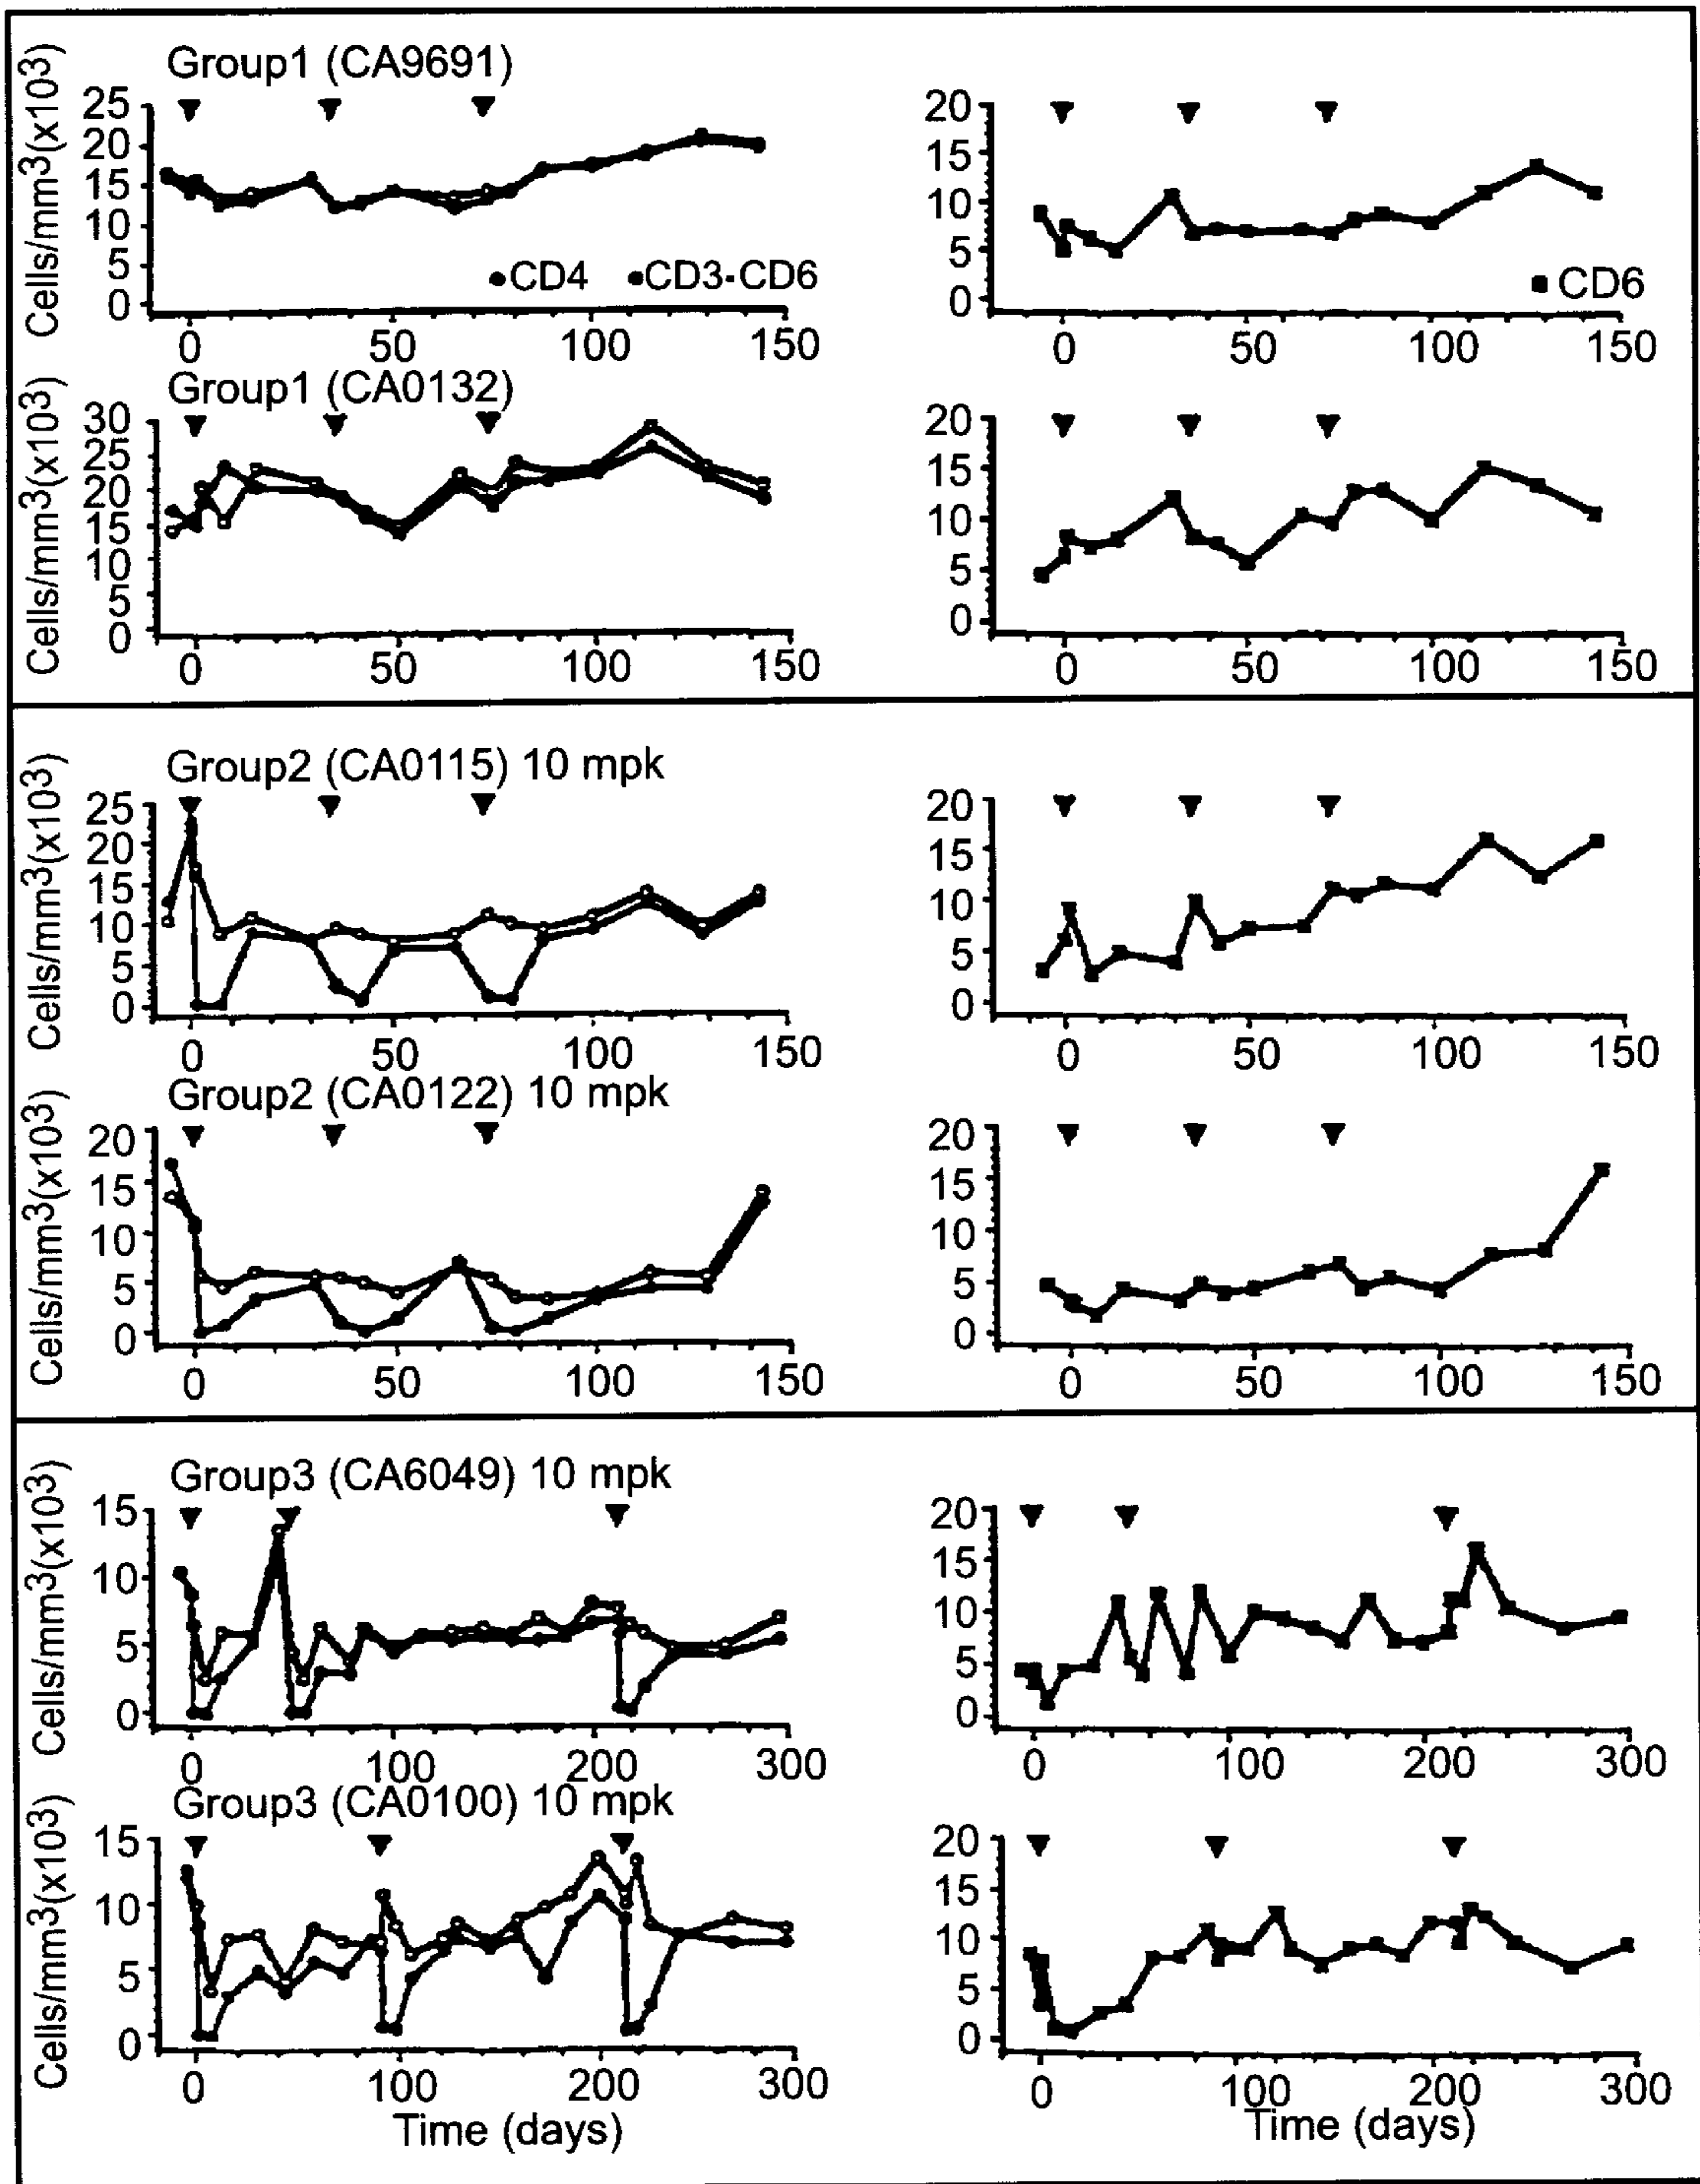 Group1 (CA9691)
Cells/mm3(x103)
25
20
15
10
5
0
●CD4 ●CD3-CD6
0 50 100 150
20
15
10
5
0
■ CD6
0 50 100 150
Group1 (CA0132)
Cells/mm3(x103)
30
25
20
15
10
5
0
0 50 100 150
20
15
10
5
0
0 50 100 150
Group2 (CA0115) 10 mpk
Cells/mm3(x103)
25
20
15
10
5
0
0 50 100 150
20
15
10
5
0
0 50 100 150
Group2 (CA0122) 10 mpk
Cells/mm3(x103)
20
15
10
5
0
0 50 100 150
20
15
10
5
0
0 50 100 150
Group3 (CA6049) 10 mpk
Cells/mm3(x103)
15
10
5
0
0 100 200 300
20
15
10
5
0
0 100 200 300
Group3 (CA0100) 10 mpk
Cells/mm3(x103)
15
10
5
0
0 100 200 300
Time (days)
20
15
10
5
0
0 100 200 300
Time (days)